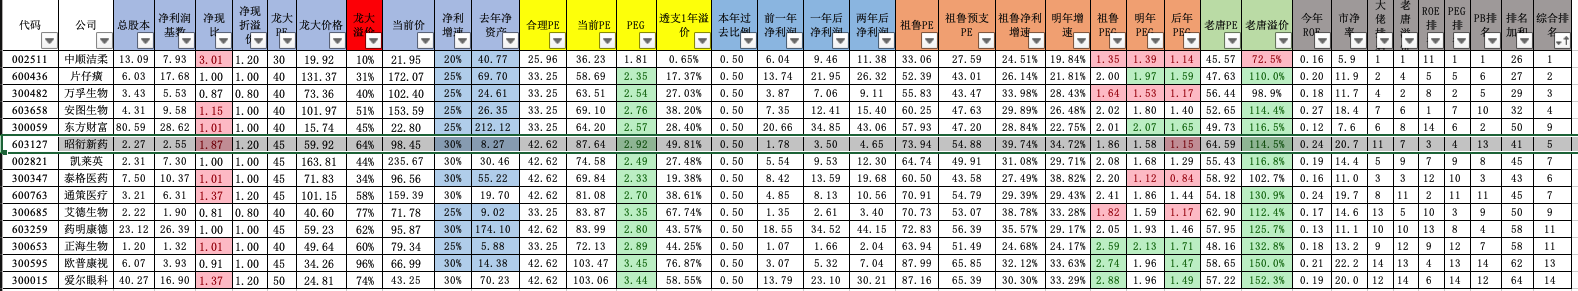 代码 公司 总股本 净利润基数 净现比 净现折溢价 龙大PE 龙大价格 龙大溢价 当前价 净利增速 去年净资产 合理PE 当前PE PEG 透支1年溢价 本年过去比例 前一年净利润 一年后净利润 两年后净利润 祖鲁PE 祖鲁预支PE 祖鲁净利增速 明年增速 祖鲁PEG 明年PEG 后年PEG 老唐PE 老唐溢价 今年ROE 市净率 大佬排 老唐溢 ROE排 PEG排 PB排名 排名加和 综合排名
002511 中顺洁柔 13.09 7.93 3.01 1.20 30 19.92 10% 21.95 20% 40.77 25.96 36.23 1.81 0.65% 0.50 6.04 9.46 11.38 33.06 27.59 24.51% 19.84% 1.35 1.39 1.14 45.57 72.5% 0.16 5.9 1 1 11 1 1 26 1
600436 片仔癀 6.03 17.68 1.00 1.00 40 131.37 31% 172.07 25% 69.70 33.25 58.69 2.35 17.37% 0.50 13.74 21.95 26.32 52.39 43.01 26.14% 21.81% 2.00 1.97 1.59 47.63 110.0% 0.20 11.9 2 4 5 5 6 27 2
300482 万孚生物 3.43 5.53 0.87 0.80 40 73.36 40% 102.40 25% 24.61 33.25 63.51 2.54 27.03% 0.50 3.87 7.06 9.11 55.83 43.47 33.98% 28.43% 1.64 1.53 1.17 56.44 98.9% 0.18 11.7 4 2 8 2 5 29 3
603658 安图生物 4.31 9.58 1.15 1.00 40 101.97 51% 153.59 25% 26.35 33.25 69.10 2.76 38.20% 0.50 7.35 12.41 15.40 60.25 47.63 29.89% 26.48% 2.02 1.80 1.40 52.65 114.4% 0.27 18.4 7 6 1 7 10 32 4
300059 东方财富 80.59 28.62 1.01 1.00 40 15.74 45% 22.80 25% 212.12 33.25 64.20 2.57 28.40% 0.50 20.66 34.85 43.06 57.93 47.20 28.84% 22.75% 2.01 2.07 1.65 49.73 116.5% 0.12 7.6 6 8 14 6 2 50 9
603127 昭衍新药 2.27 2.55 1.87 1.20 45 59.92 64% 98.45 30% 8.27 42.62 87.64 2.92 49.81% 0.50 1.78 3.50 4.65 73.94 54.88 39.74% 34.72% 1.86 1.58 1.15 64.59 114.5% 0.24 20.7 11 7 3 4 13 41 5
002821 凯莱英 2.31 7.30 1.00 1.00 45 163.81 44% 235.67 30% 30.46 42.62 74.58 2.49 27.48% 0.50 5.54 9.53 12.30 64.74 49.91 31.08% 29.71% 2.08 1.68 1.29 55.43 116.8% 0.19 14.4 5 9 7 9 8 45 7
300347 泰格医药 7.50 10.37 1.01 1.00 45 71.83 34% 96.56 30% 55.22 42.62 69.84 2.33 19.38% 0.50 8.42 13.59 19.68 60.50 43.58 27.49% 38.82% 2.20 1.12 0.84 58.92 102.7% 0.16 11.0 3 3 12 10 3 43 6
600763 通策医疗 3.21 6.31 1.37 1.00 45 101.15 58% 159.39 30% 19.70 42.62 81.08 2.70 38.61% 0.50 4.85 8.13 10.56 70.91 54.79 29.39% 29.43% 2.41 1.86 1.44 54.18 130.9% 0.24 19.7 8 11 2 11 11 45 7
300685 艾德生物 2.22 1.90 0.81 0.80 40 40.60 77% 71.78 25% 9.02 33.25 83.87 3.35 67.74% 0.50 1.35 2.61 3.40 70.73 53.07 38.78% 33.28% 1.82 1.59 1.17 62.90 112.4% 0.17 14.6 13 5 10 3 9 50 9
603259 药明康德 23.12 26.39 1.00 1.00 45 59.23 62% 95.87 30% 174.10 42.62 83.99 2.80 43.57% 0.50 18.55 34.52 44.15 72.83 56.39 35.57% 29.17% 2.05 1.93 1.46 57.95 125.7% 0.13 11.1 10 10 13 8 4 58 11
300653 正海生物 1.20 1.32 1.01 1.00 40 49.64 60% 79.34 25% 5.88 33.25 72.13 2.89 44.25% 0.50 1.07 1.66 2.04 63.94 51.49 24.68% 24.17% 2.59 2.13 1.71 48.16 132.8% 0.18 13.2 9 12 9 12 7 58 11
300595 欧普康视 6.07 3.93 0.91 1.00 45 34.26 96% 66.99 30% 14.38 42.62 103.47 3.45 76.87% 0.50 3.07 5.32 7.04 87.99 65.85 32.12% 33.63% 2.74 1.96 1.47 58.65 150.0% 0.21 22.2 14 13 4 13 14 62 13
300015 爱尔眼科 40.27 16.90 1.37 1.20 50 24.81 74% 43.25 30% 70.23 42.62 103.06 3.44 58.55% 0.50 13.79 23.10 30.21 87.16 65.39 30.30% 33.29% 2.88 1.96 1.49 57.22 152.3% 0.19 20.0 12 14 6 14 12 64 14